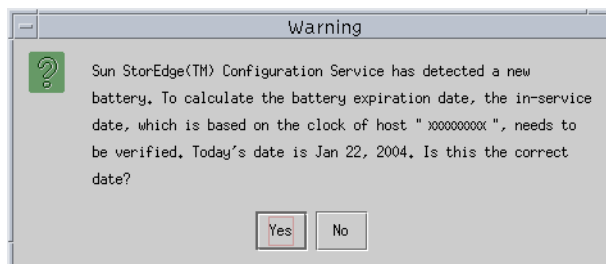 Warning
Sun StorEdge(TM) Configuration Service has detected a new
battery. To calculate the battery expiration date, the in-service
date, which is based on the clock of host " xxxxxxxxx ", needs to
be verified. Today's date is Jan 22, 2004. Is this the correct
date?
Yes No